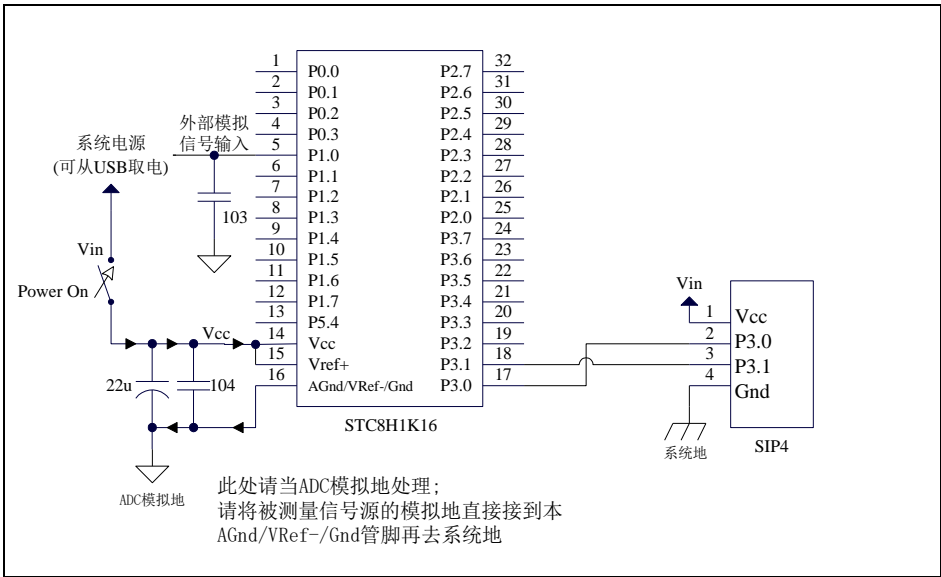 1 P0.0 P2.7 32
2 P0.1 P2.6 31
3 P0.2 P2.5 30
4 P0.3 P2.4 29
外部模拟
信号输入
5 P1.0 P2.3 28
6 P1.1 P2.2 27
7 P1.2 P2.1 26
8 P1.3 P2.0 25
9 P1.4 P3.7 24
10 P1.5 P3.6 23
11 P1.6 P3.5 22
12 P1.7 P3.4 21
13 P5.4 P3.3 20
14 Vcc P3.2 19
15 Vref+ P3.1 18
16 AGnd/VRef-/Gnd P3.0 17
STC8H1K16
系统电源
(可从USB取电)
103
Vin
Power On
Vcc
22u
104
ADC模拟地
Vin
1 Vcc
2 P3.0
3 P3.1
4 Gnd
系统地
SIP4
此处请当ADC模拟地处理;
请将被测量信号源的模拟地直接接到本
AGnd/VRef-/Gnd管脚再去系统地